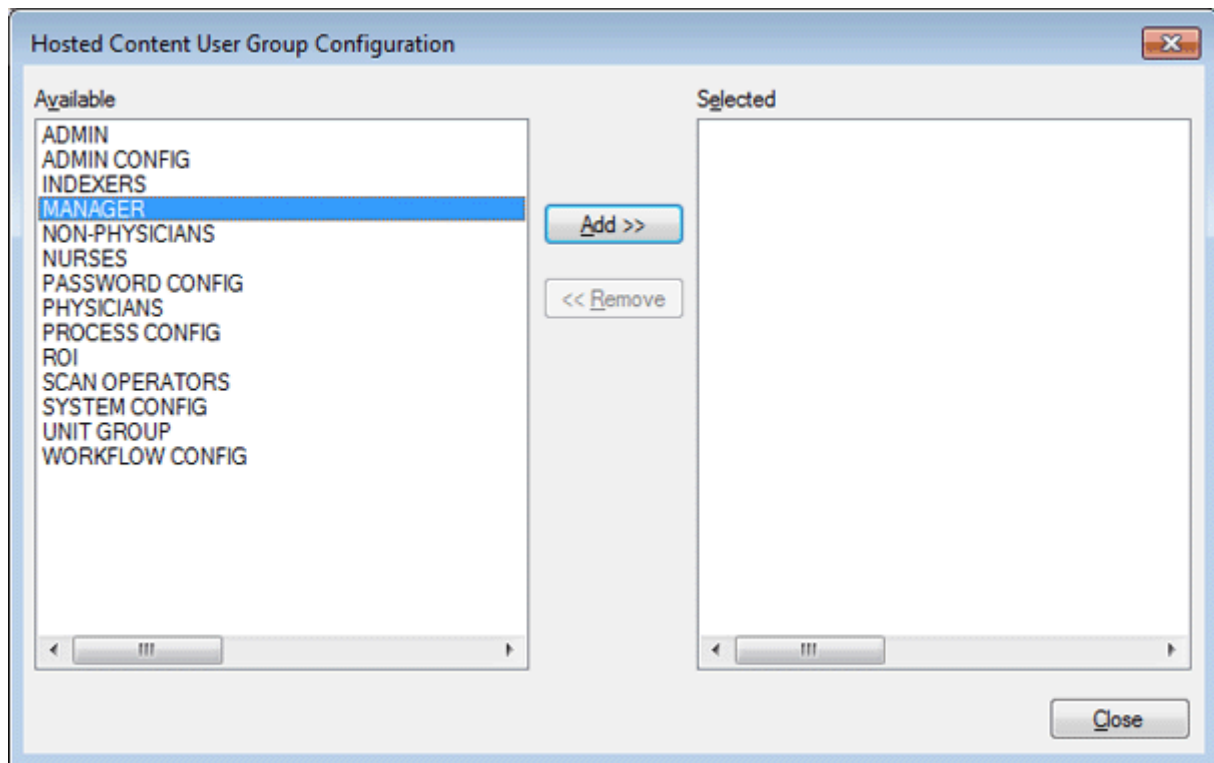 Hosted Content User Group Configuration
Available
Selected
ADMIN
ADMIN CONFIG
INDEXERS
MANAGER
NON-PHYSICIANS
NURSES
PASSWORD CONFIG
PHYSICIANS
PROCESS CONFIG
ROI
SCAN OPERATORS
SYSTEM CONFIG
UNIT GROUP
WORKFLOW CONFIG
Add >>
<< Remove
Close